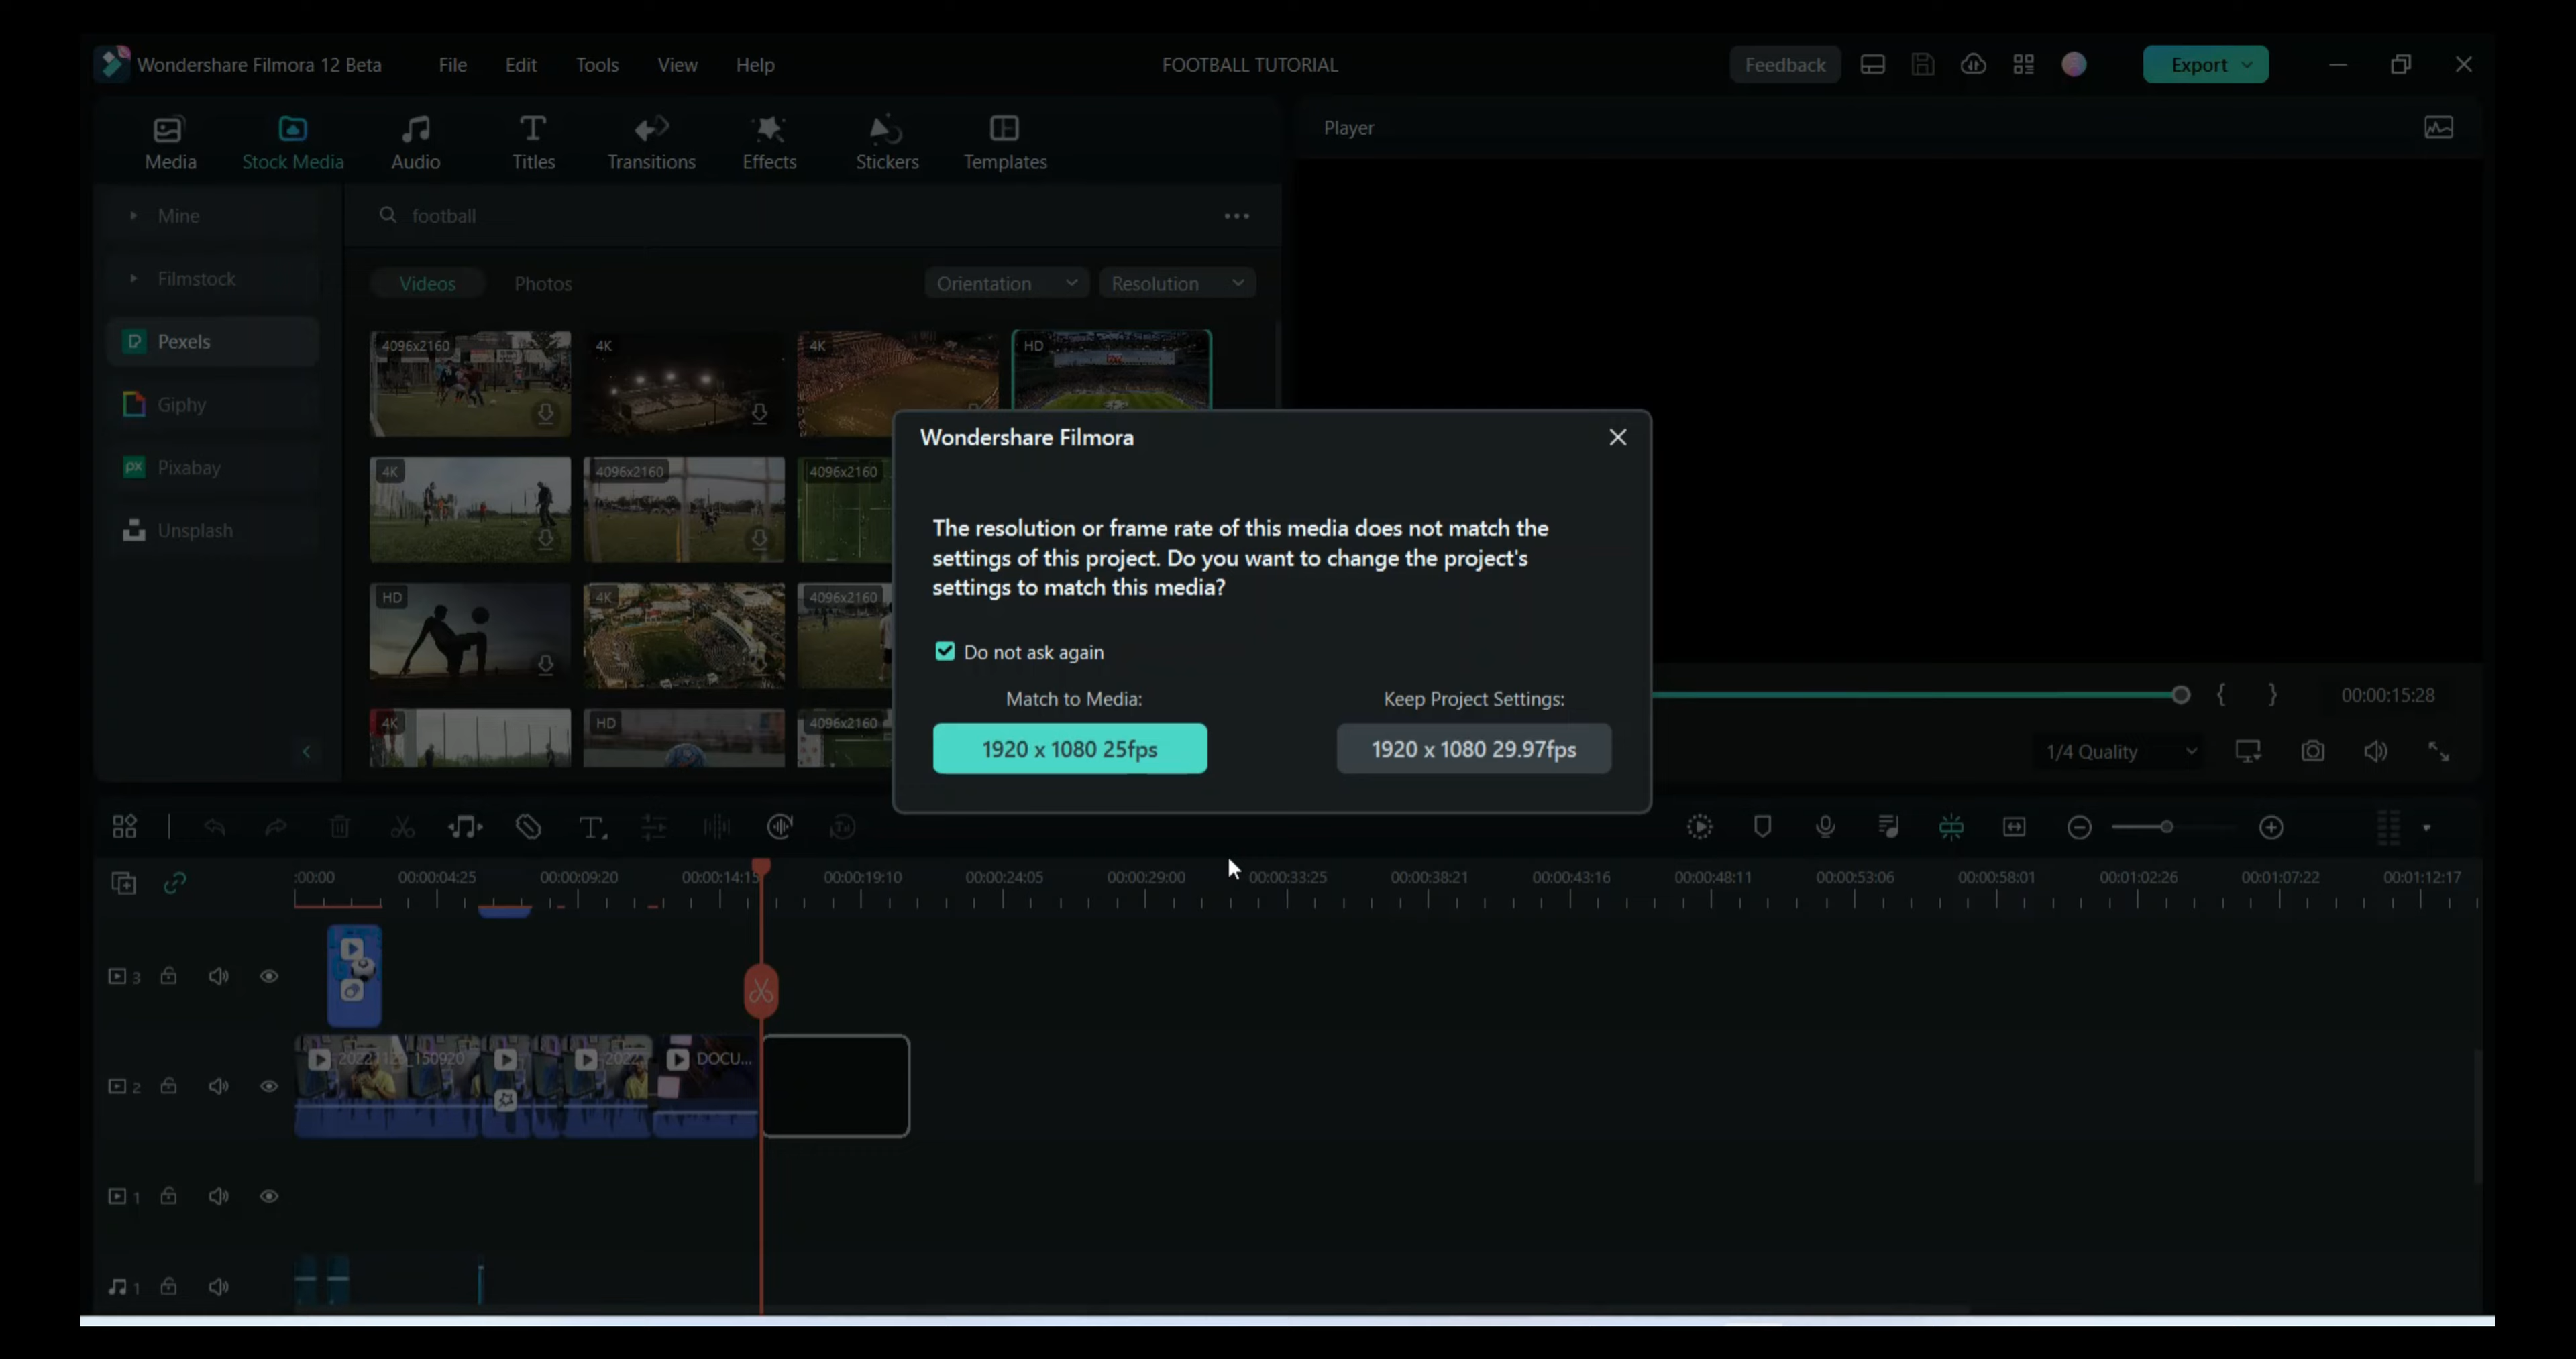 Wondershare Filmora 12 Beta File Edit Tools View Help FOOTBALL TUTORIAL Feedback Export
Media Stock Media Audio Titles Transitions Effects Stickers Templates
Player
Mine
Filmstock
Pexels
Giphy
Pixabay
Unsplash
football
Videos Photos Orientation Resolution
4096x2160 4K 4K HD
4K 4096x2160 4096x2160
HD 4K 4096x2160
4K HD 4096x2160
Wondershare Filmora
The resolution or frame rate of this media does not match the
settings of this project. Do you want to change the project's
settings to match this media?
Do not ask again
Match to Media: Keep Project Settings:
1920 x 1080 25fps 1920 x 1080 29.97fps
{ } 00:00:15:28
1/4 Quality
:00:00 00:00:04:25 00:00:09:20 00:00:14:15 00:00:19:10 00:00:24:05 00:00:29:00 00:00:33:25 00:00:38:21 00:00:43:16 00:00:48:11 00:00:53:06 00:00:58:01 00:01:02:26 00:01:07:22 00:01:12:17
3
2 DOCU...
1
1